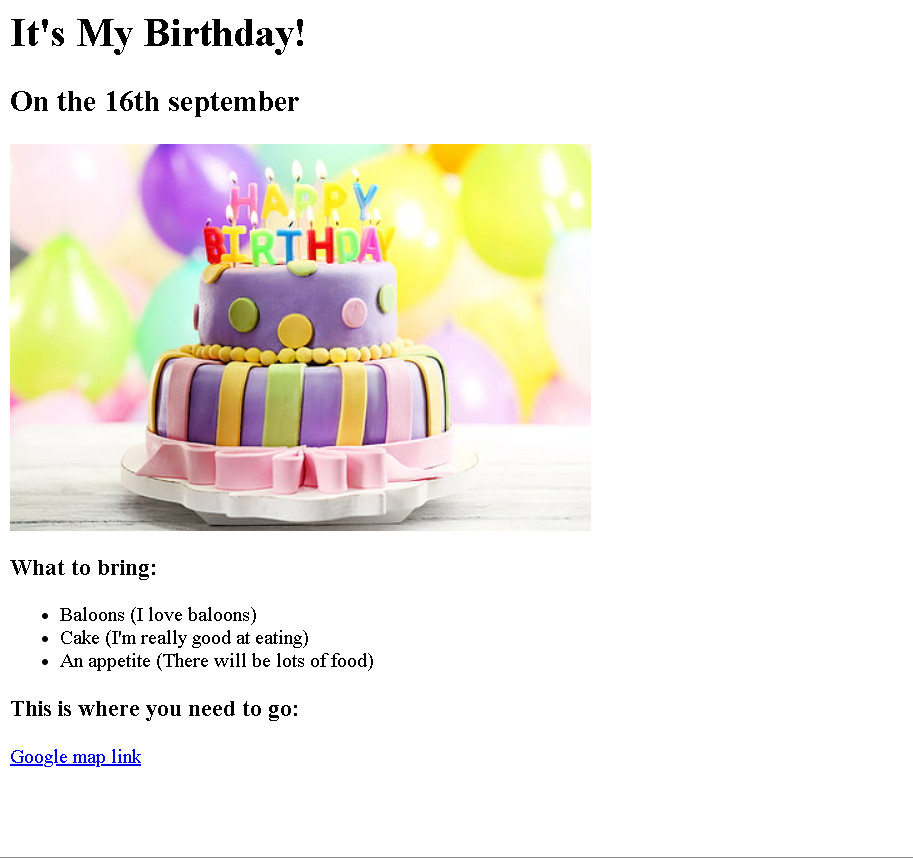 It's My Birthday!
On the 16th september
HAPPY
BIRTHDAY
What to bring:
Baloons (I love baloons)
Cake (I'm really good at eating)
An appetite (There will be lots of food)
This is where you need to go:
Google map link